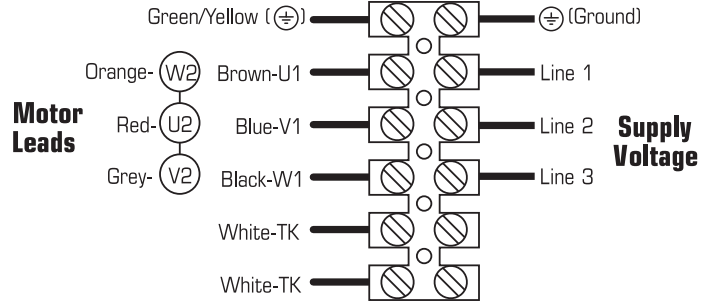 Green/Yellow (⏚)
(Ground)
Orange- W2
Brown-U1
Line 1
Motor Leads
Red- U2
Blue-V1
Line 2
Supply Voltage
Grey- V2
Black-W1
Line 3
White-TK
White-TK